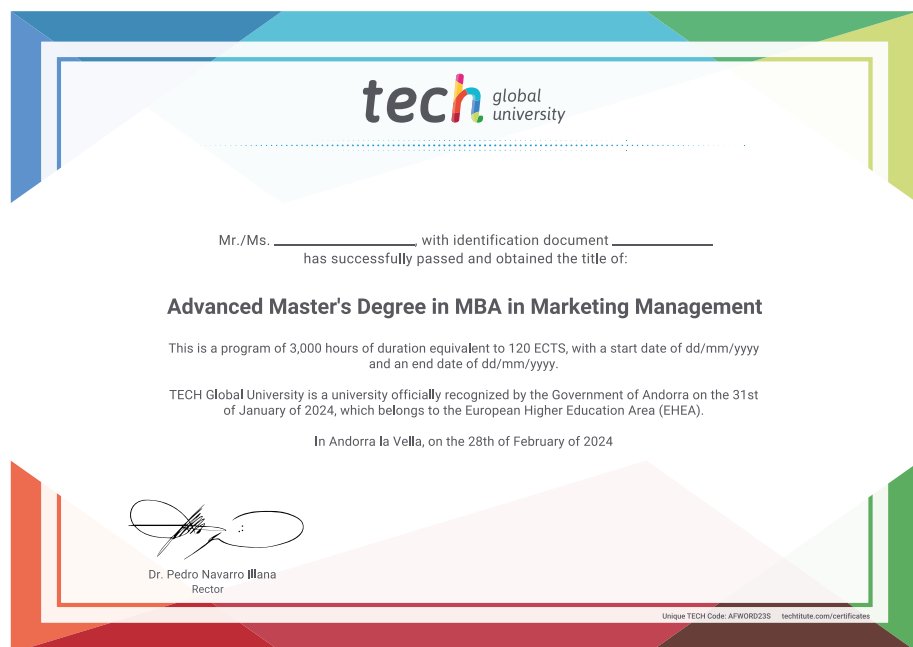 tech global
university
Mr./Ms. ____________, with identification document ____________
has successfully passed and obtained the title of:
Advanced Master's Degree in MBA in Marketing Management
This is a program of 3,000 hours of duration equivalent to 120 ECTS, with a start date of dd/mm/yyyy
and an end date of dd/mm/yyyy.
TECH Global University is a university officially recognized by the Government of Andorra on the 31st
of January of 2024, which belongs to the European Higher Education Area (EHEA).
In Andorra la Vella, on the 28th of February of 2024
Dr. Pedro Navarro Illana
Rector
Unique TECH Code: AFWORD23S techtitute.com/certificates